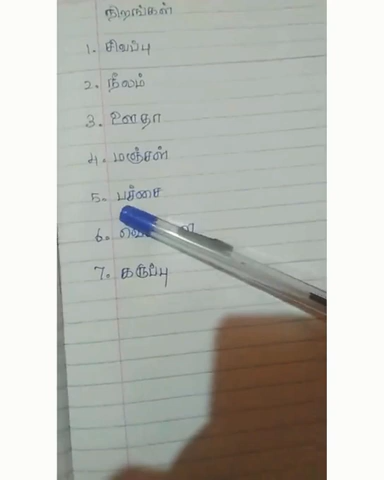 நிறங்கள்
1. சிவப்பு
2. நீலம்
3. ஊதா
4. மஞ்சள்
5. பச்சை
6.
7. கருப்பு